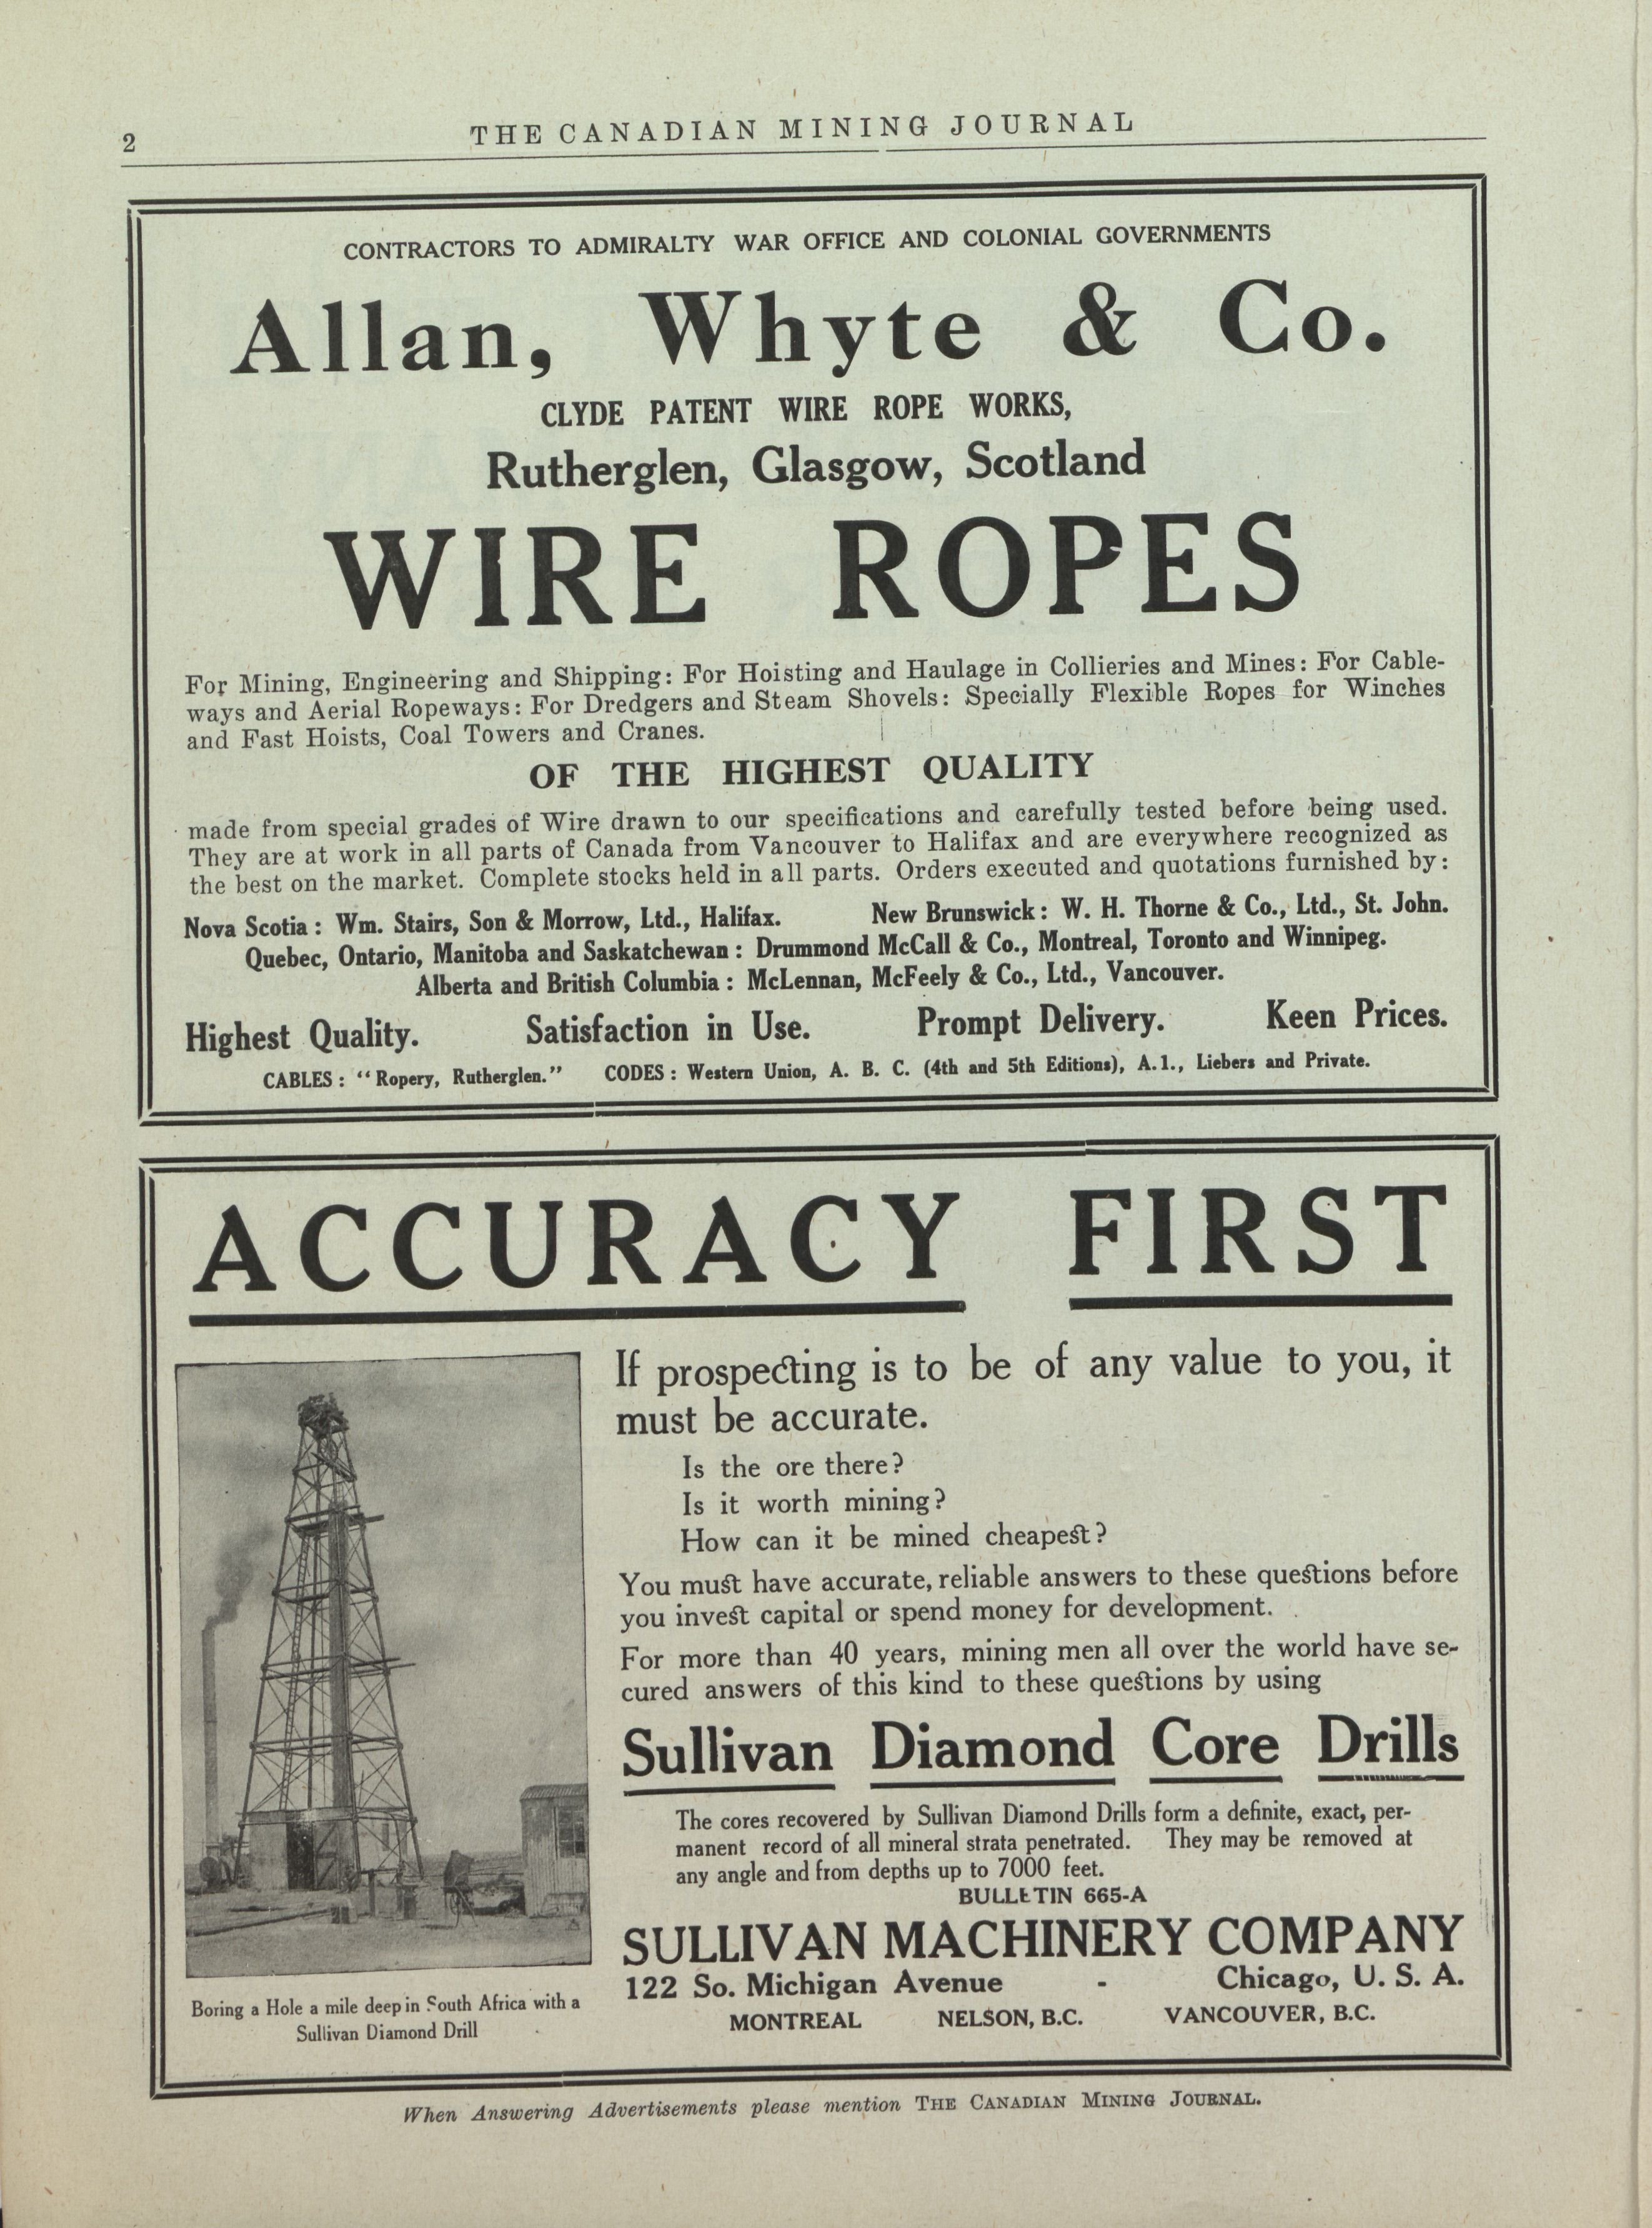 2
THE CANADIAN MINING JOURNAL
CONTRACTORS TO ADMIRALTY WAR OFFICE AND COLONIAL GOVERNMENTS
Allan, Whyte & Co.
CLYDE PATENT WIRE ROPE WORKS,
Rutherglen, Glasgow, Scotland
WIRE ROPES
For Mining, Engineering and Shipping: For Hoisting and Haulage in Collieries and Mines: For Cable-
ways and Aerial Ropeways: For Dredgers and Steam Shovels: Specially Flexible Ropes for Winches
and Fast Hoists, Coal Towers and Cranes.
OF THE HIGHEST QUALITY
made from special grades of Wire drawn to our specifications and carefully tested before being used.
They are at work in all parts of Canada from Vancouver to Halifax and are everywhere recognized as
the best on the market. Complete stocks held in all parts. Orders executed and quotations furnished by:
Nova Scotia: Wm. Stairs, Son & Morrow, Ltd., Halifax. New Brunswick: W. H. Thorne & Co., Ltd., St. John.
Quebec, Ontario, Manitoba and Saskatchewan: Drummond McCall & Co., Montreal, Toronto and Winnipeg.
Alberta and British Columbia: McLennan, McFeely & Co., Ltd., Vancouver.
Highest Quality. Satisfaction in Use. Prompt Delivery. Keen Prices.
CABLES: "Ropery, Rutherglen." CODES: Western Union, A. B. C. (4th and 5th Editions), A.1., Liebers and Private.
ACCURACY FIRST
If prospecting is to be of any value to you, it
must be accurate.
Is the ore there?
Is it worth mining?
How can it be mined cheapest?
You must have accurate, reliable answers to these questions before
you invest capital or spend money for development.
For more than 40 years, mining men all over the world have se-
cured answers of this kind to these questions by using
Sullivan Diamond Core Drills
The cores recovered by Sullivan Diamond Drills form a definite, exact, per-
manent record of all mineral strata penetrated. They may be removed at
any angle and from depths up to 7000 feet.
BULLETIN 665-A
SULLIVAN MACHINERY COMPANY
122 So. Michigan Avenue - Chicago, U. S. A.
MONTREAL NELSON, B.C. VANCOUVER, B.C.
Boring a Hole a mile deep in South Africa with a
Sullivan Diamond Drill
When Answering Advertisements please mention THE CANADIAN MINING JOURNAL.